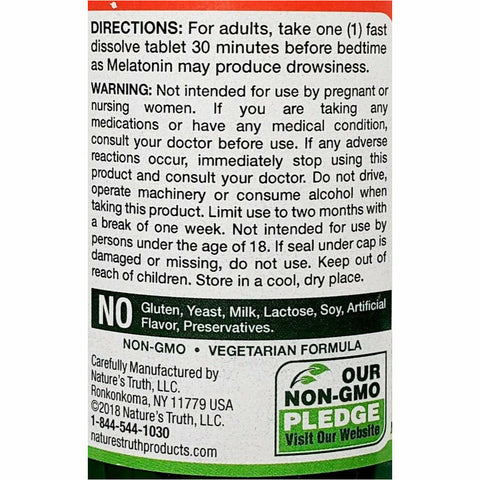 DIRECTIONS: For adults, take one (1) fast
dissolve tablet 30 minutes before bedtime
as Melatonin may produce drowsiness.
WARNING: Not intended for use by pregnant or
nursing women. If you are taking any
medications or have any medical condition,
consult your doctor before use. If any adverse
reactions occur, immediately stop using this
product and consult your doctor. Do not drive,
operate machinery or consume alcohol when
taking this product. Limit use to two months with
a break of one week. Not intended for use by
persons under the age of 18. If seal under cap is
damaged or missing, do not use. Keep out of
reach of children. Store in a cool, dry place.
NO Gluten, Yeast, Milk, Lactose, Soy, Artificial
Flavor, Preservatives.
NON-GMO • VEGETARIAN FORMULA
Carefully Manufactured by
Nature's Truth, LLC.
Ronkonkoma, NY 11779 USA
©2018 Nature's Truth, LLC.
1-844-544-1030
naturestruthproducts.com
OUR
NON-GMO
PLEDGE
Visit Our Website